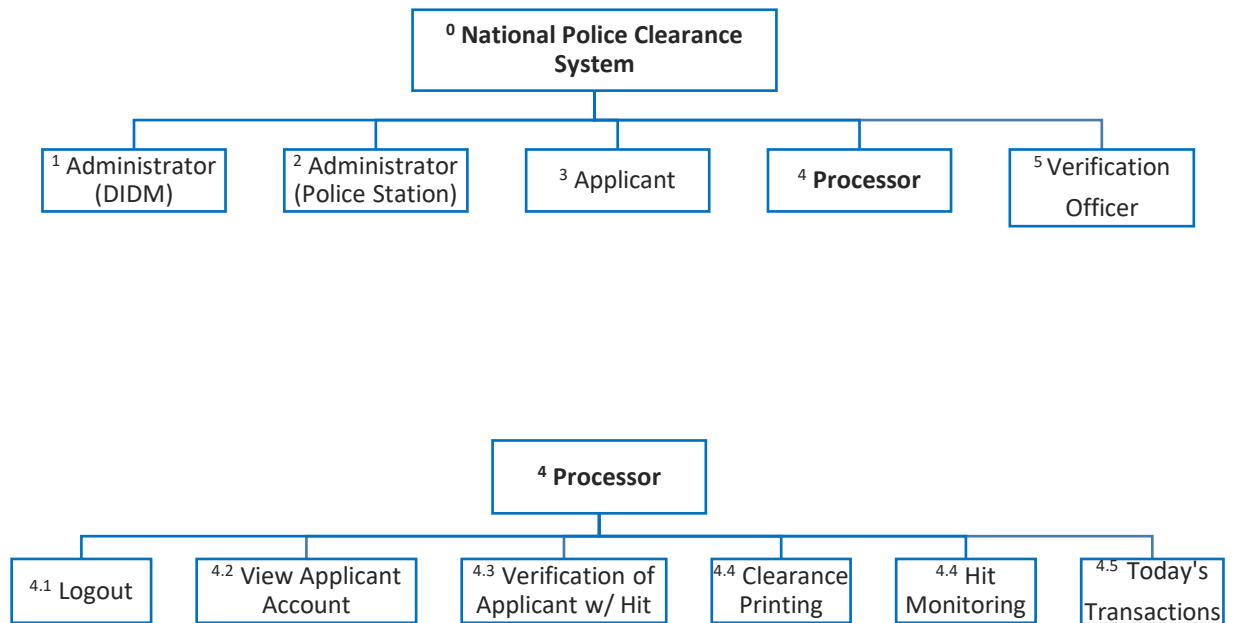 0 National Police Clearance
System
1 Administrator
(DIDM)
2 Administrator
(Police Station)
3 Applicant
4 Processor
5 Verification
Officer
4 Processor
4.1 Logout
4.2 View Applicant
Account
4.3 Verification of
Applicant w/ Hit
4.4 Clearance
Printing
4.4 Hit
Monitoring
4.5 Today's
Transactions